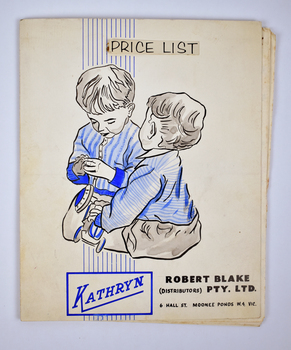 PRICE LIST
KATHRYN
ROBERT BLAKE
(DISTRIBUTORS) PTY. LTD.
6 HALL ST. MOONEE PONDS W.4. VIC.